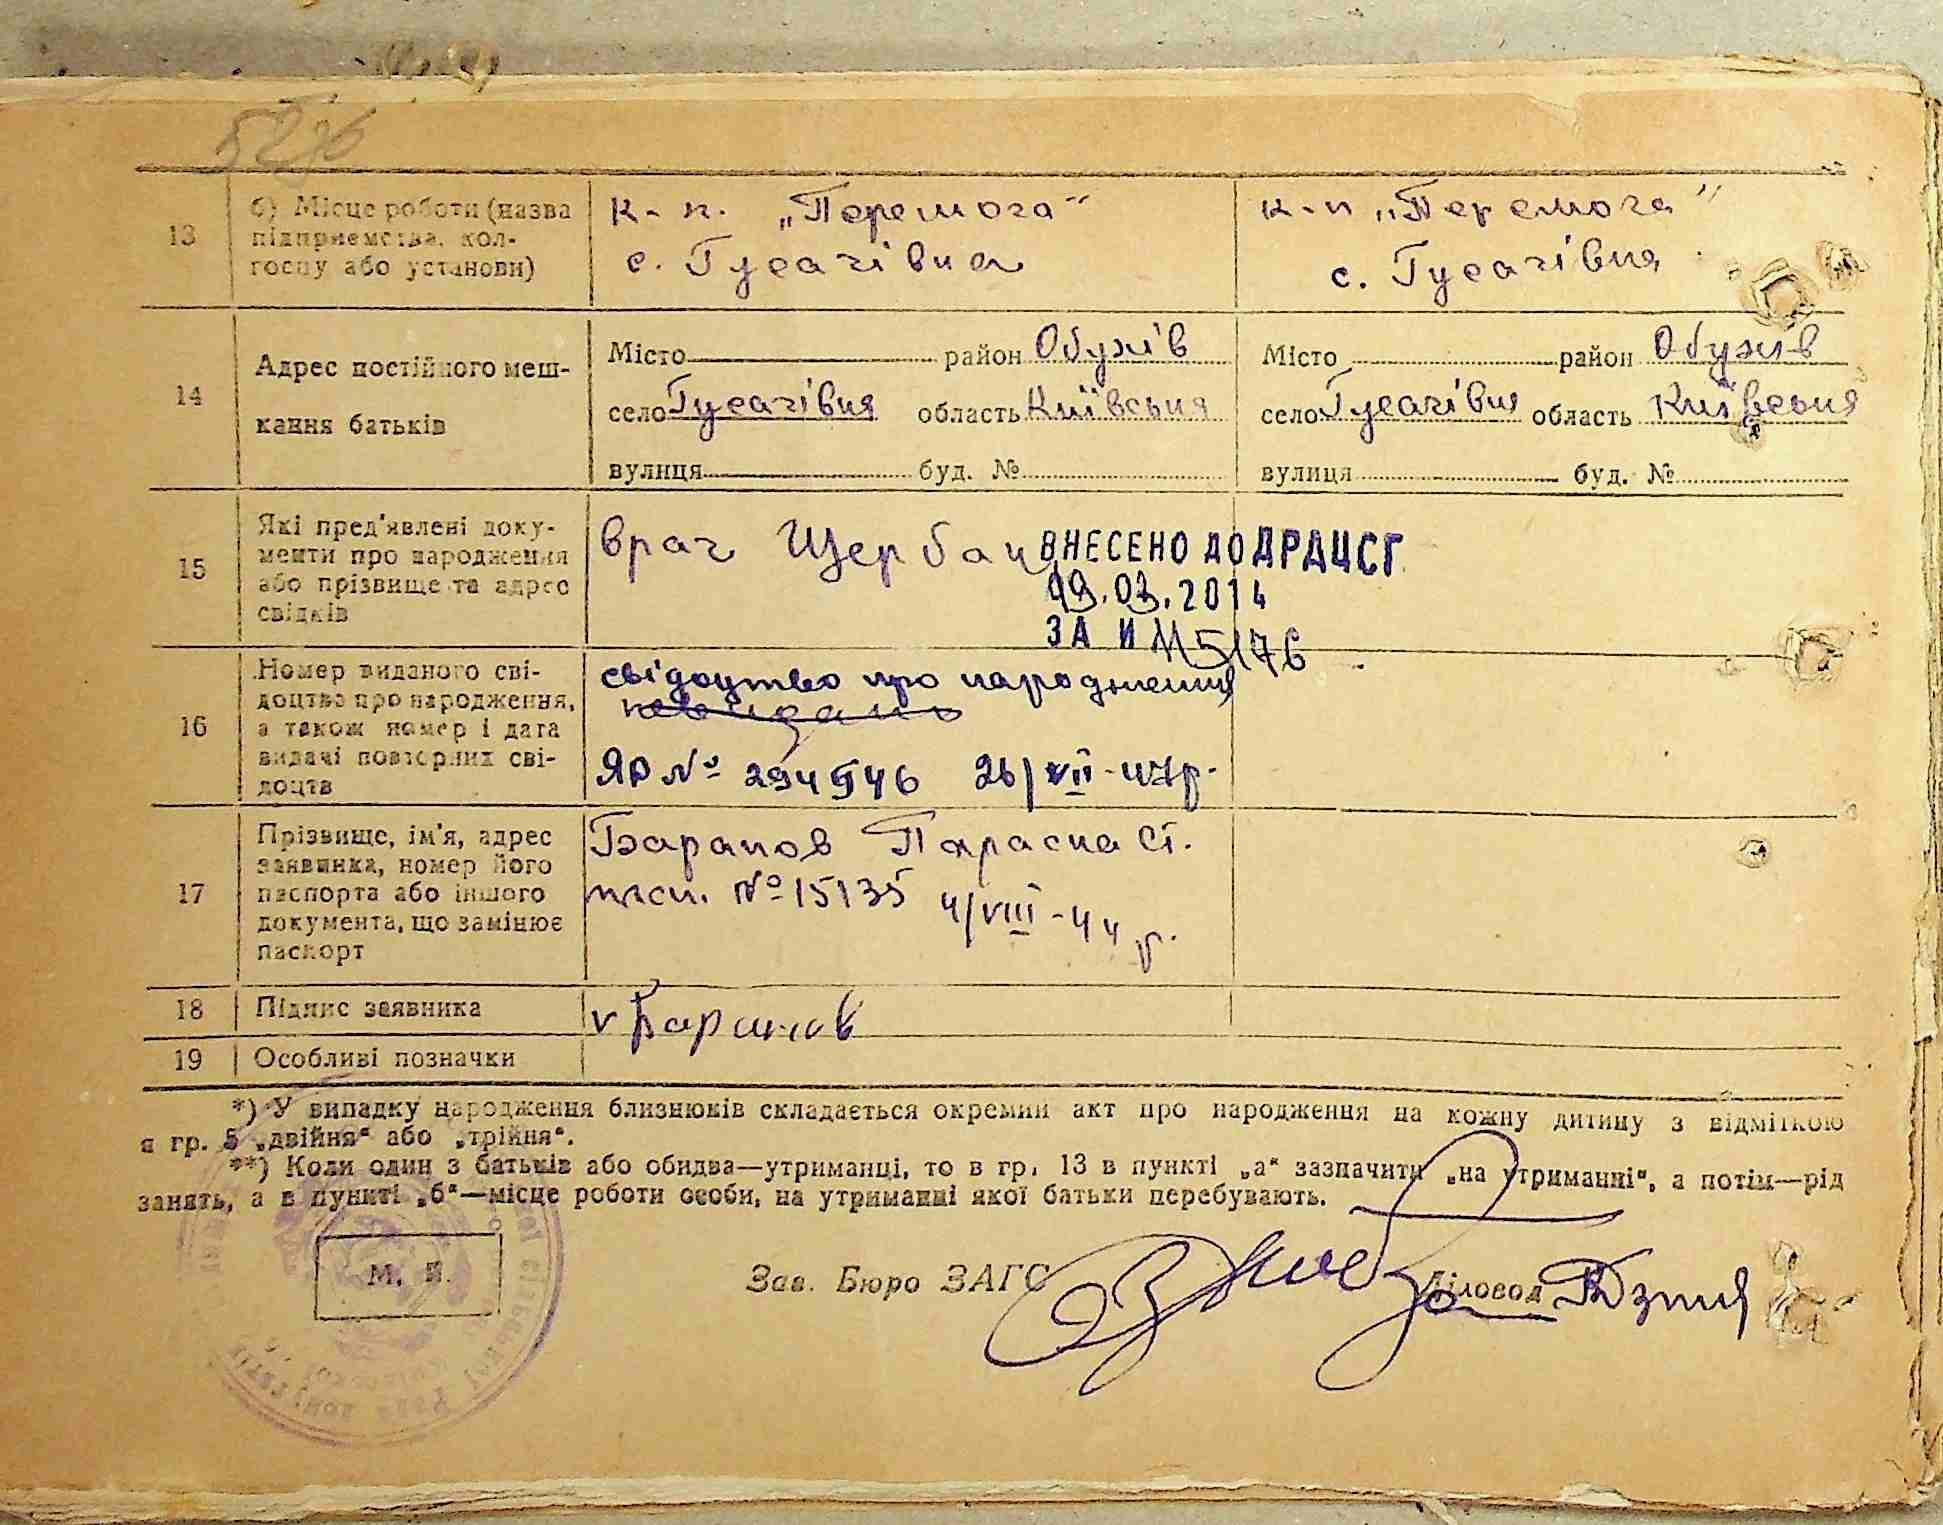 13 б) Місце роботи (назва підприємства, колгоспу або установи)
к-п. „Перемога“
с. Гусачівка
к-п „Перемога“
с. Гусачівка
14 Адрес постійного мешкання батьків
Місто район Обухів
село Гусачівка область Київська
вулиця буд. №
Місто район Обухів
село Гусачівка область Київська
вулиця буд. №
15 Які пред'явлені документи про народження або прізвище та адрес свідків
врач Щербак
ВНЕСЕНО ДО ДРАЦСГ
19.03.2014
ЗА
16 Номер виданого свідоцтва про народження, а також номер і дата видачі повторних свідоцтв
свідоцтво про народження
ЯР № 294946 26/VII-47р.
17 Прізвище, ім'я, адрес заявника, номер його паспорта або іншого документа, що замінює паспорт
Баранов Параска Ст.
пасп. № 15135 4/VIII-44 р.
18 Підпис заявника
v Баранов
19 Особливі позначки
*) У випадку народження близнюків складається окремий акт про народження на кожну дитину з відміткою
в гр. 5 „двійня“ або „трійня“.
**) Коли один з батьків або обидва—утриманці, то в гр. 13 в пункті „а“ зазначити „на утриманні“, а потім—рід
занять, а в пункті „б“—місце роботи особи, на утриманні якої батьки перебувають.
М. П.
Зав. Бюро ЗАГС
Діловод